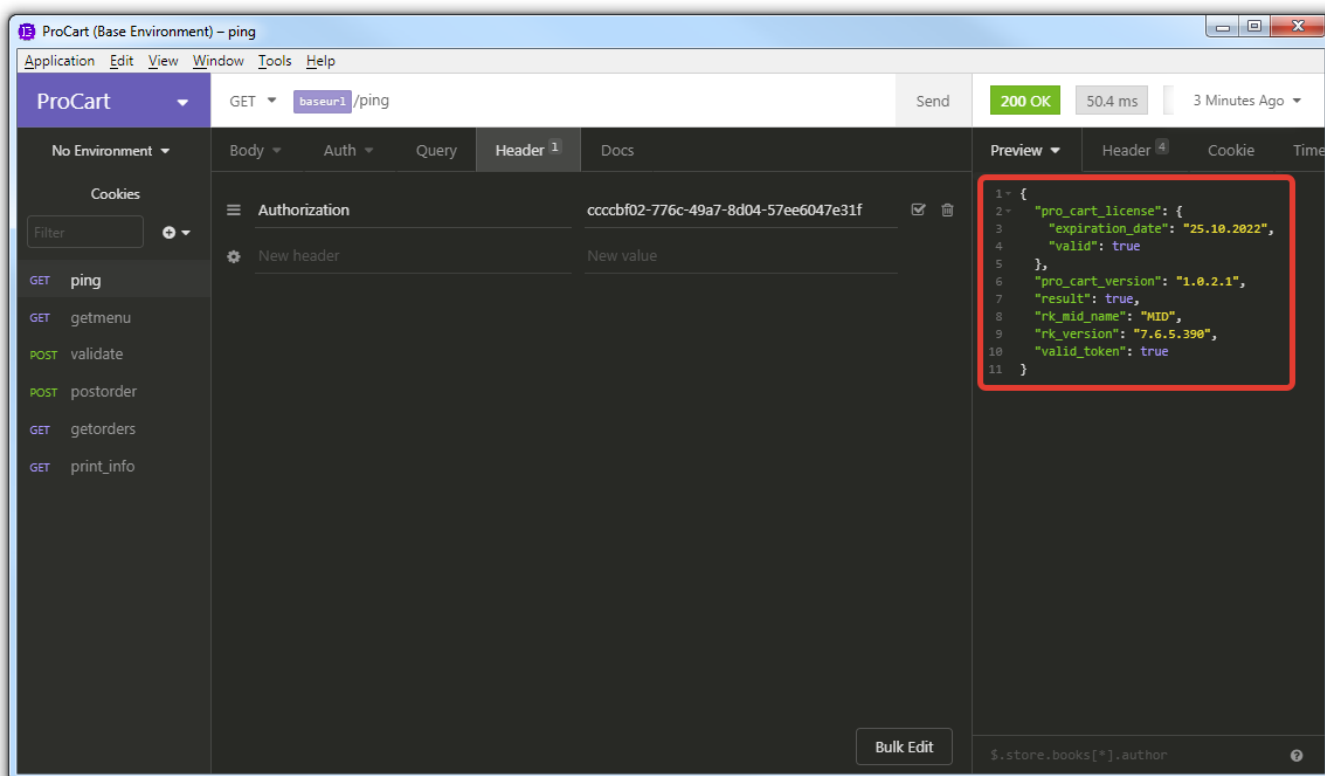 ProCart (Base Environment) – ping
Application Edit View Window Tools Help
ProCart
GET baseurl /ping
Send
200 OK 50.4 ms 3 Minutes Ago
No Environment
Body Auth Query Header 1 Docs
Preview Header 4 Cookie Time
Cookies
Filter
Authorization ccccbf02-776c-49a7-8d04-57ee6047e31f
New header New value
GET ping
GET getmenu
POST validate
POST postorder
GET getorders
GET print_info
1 {
2 "pro_cart_license": {
3 "expiration_date": "25.10.2022",
4 "valid": true
5 },
6 "pro_cart_version": "1.0.2.1",
7 "result": true,
8 "rk_mid_name": "MID",
9 "rk_version": "7.6.5.390",
10 "valid_token": true
11 }
Bulk Edit
$.store.books[*].author